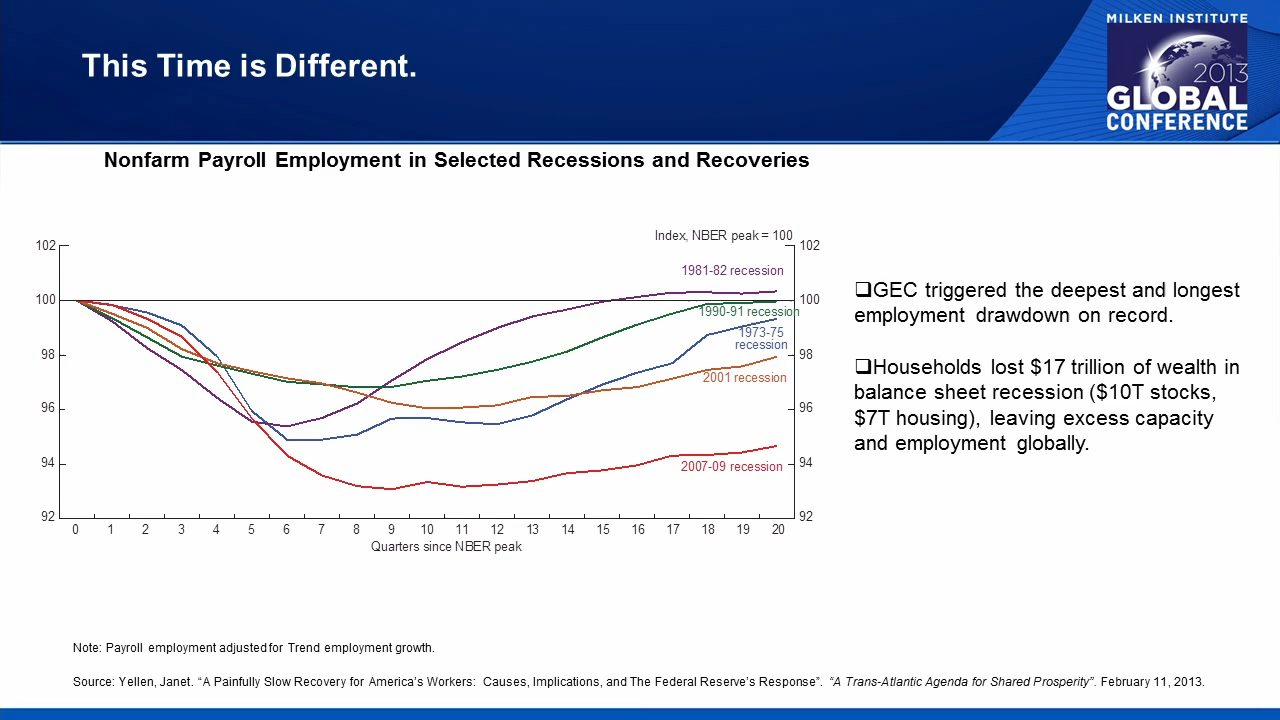 MILKEN INSTITUTE
2013
GLOBAL
CONFERENCE
This Time is Different.
Nonfarm Payroll Employment in Selected Recessions and Recoveries
Index, NBER peak = 100
102
100
98
96
94
92
102
100
98
96
94
92
1981-82 recession
1990-91 recession
1973-75
recession
2001 recession
2007-09 recession
0 1 2 3 4 5 6 7 8 9 10 11 12 13 14 15 16 17 18 19 20
Quarters since NBER peak
❑GEC triggered the deepest and longest
employment drawdown on record.
❑Households lost $17 trillion of wealth in
balance sheet recession ($10T stocks,
$7T housing), leaving excess capacity
and employment globally.
Note: Payroll employment adjusted for Trend employment growth.
Source: Yellen, Janet. “A Painfully Slow Recovery for America’s Workers: Causes, Implications, and The Federal Reserve’s Response”. “A Trans-Atlantic Agenda for Shared Prosperity”. February 11, 2013.